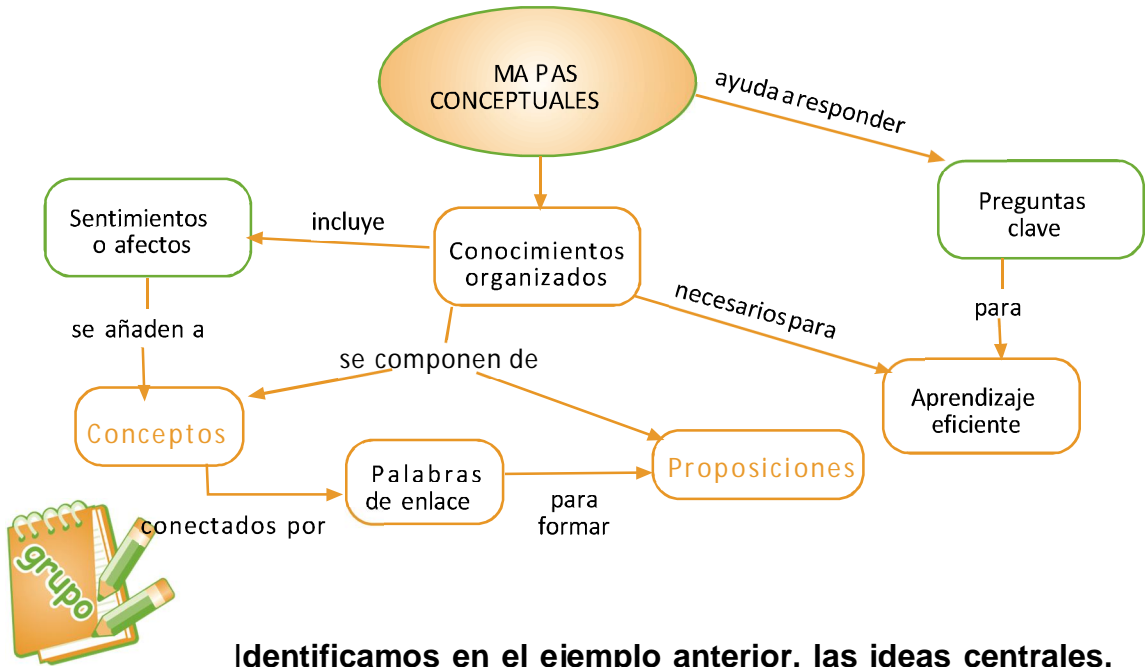 MA PAS
CONCEPTUALES
ayuda a responder
Sentimientos
o afectos
incluye
Conocimientos
organizados
Preguntas
clave
necesarios para
para
se añaden a
se componen de
Aprendizaje
eficiente
Conceptos
Palabras
de enlace
Proposiciones
para
formar
conectados por
grupo
Identificamos en el ejemplo anterior, las ideas centrales,